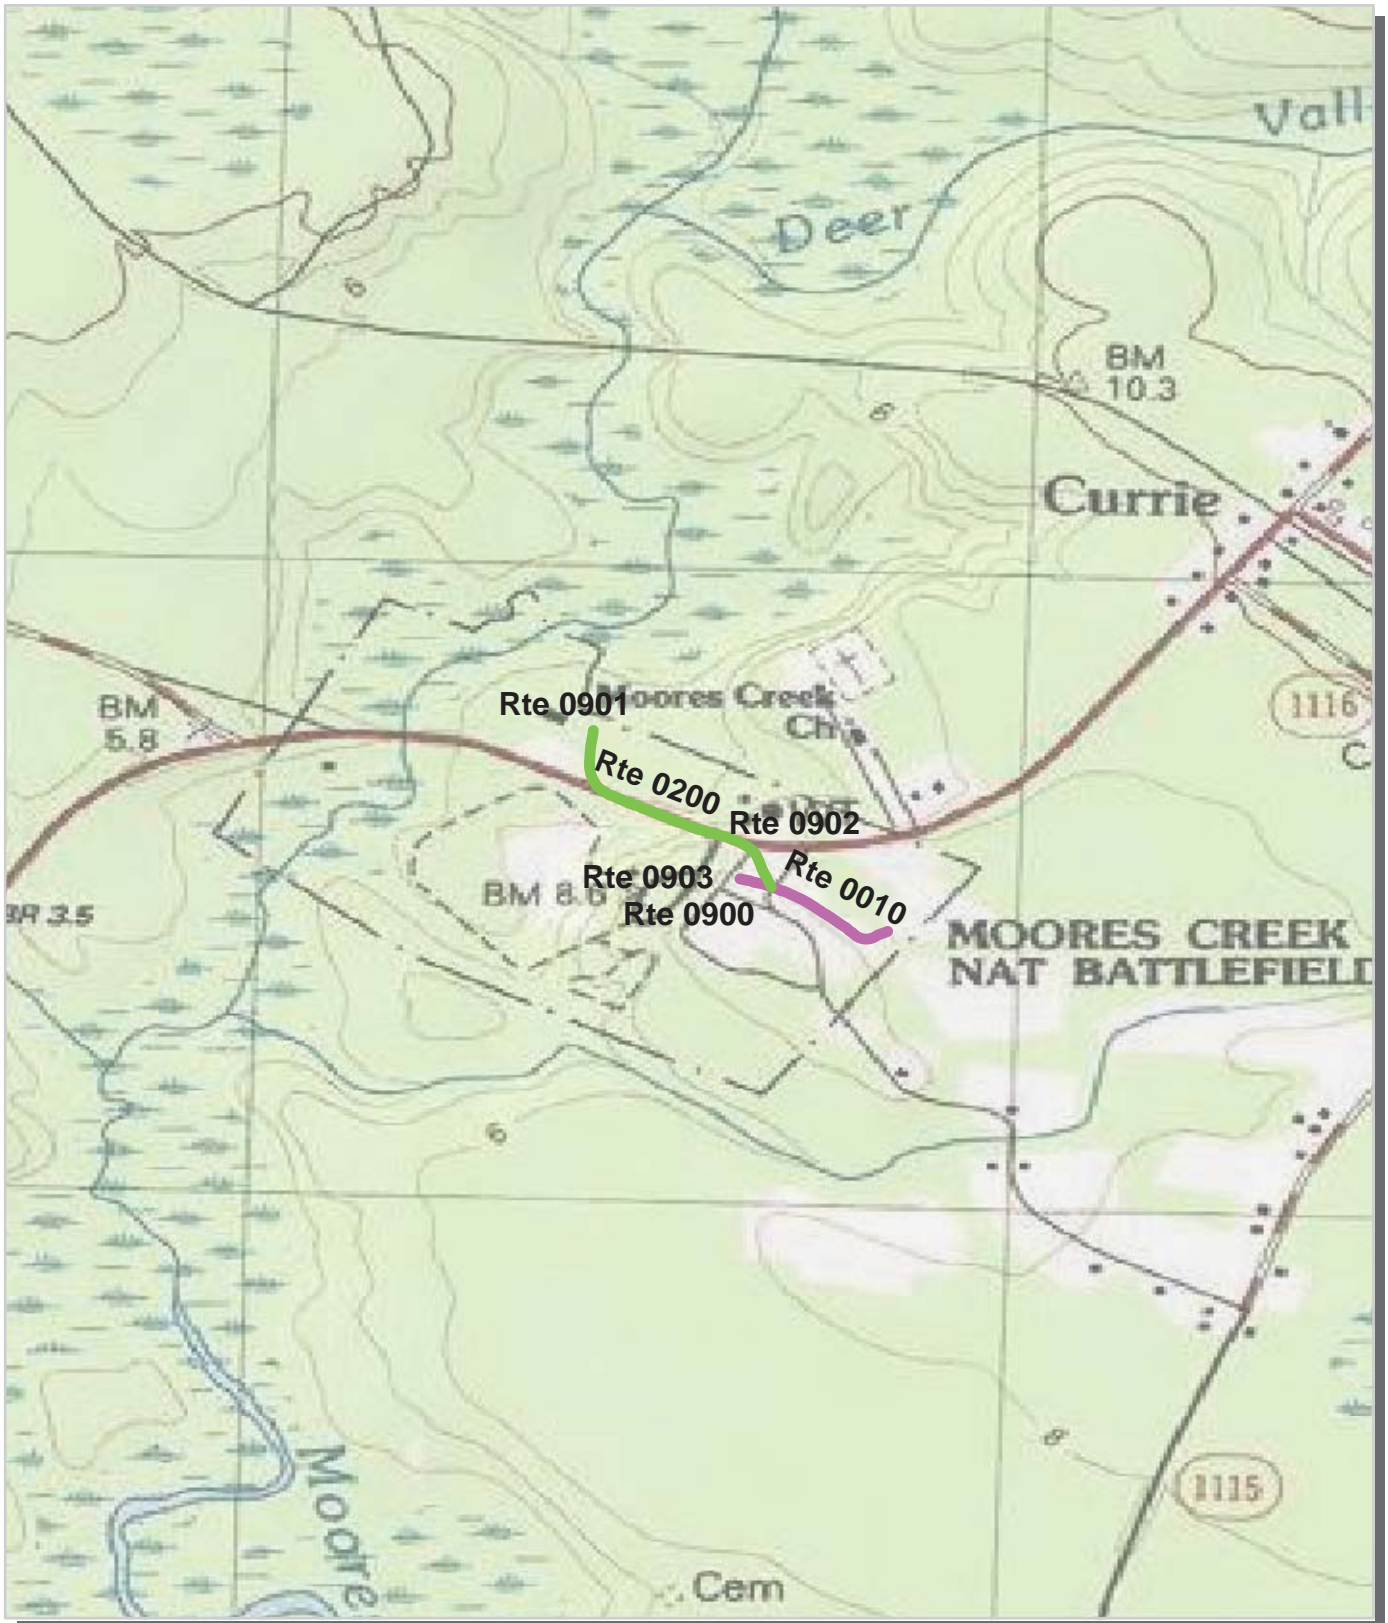 Vall
Deer
6
BM
10.3
6
Currie
1116
Moores Creek
Ch
Rte 0901
BM
5.8
Rte 0200
Rte 0902
Rte 0010
Rte 0903
BM 8.6
Rte 0900
BR 3.5
C
MOORES CREEK
NAT BATTLEFIELD
6
8
1115
Moore
Cem